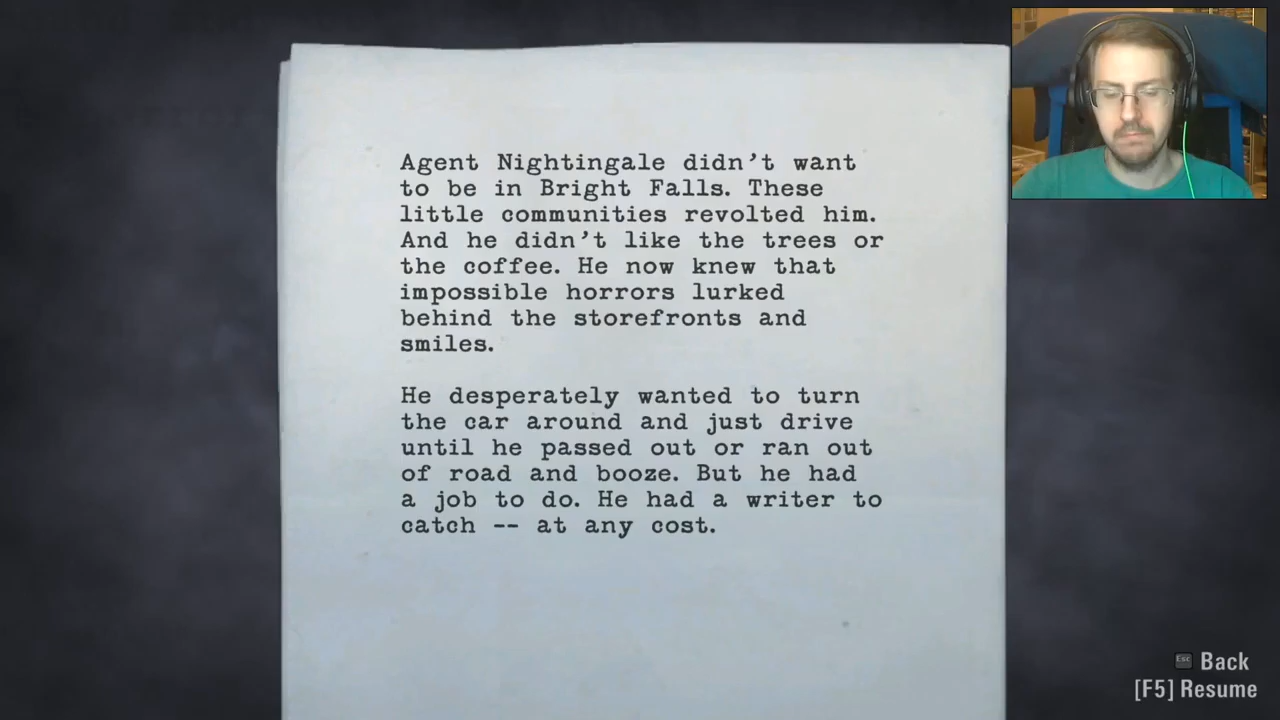 Agent Nightingale didn't want
to be in Bright Falls. These
little communities revolted him.
And he didn't like the trees or
the coffee. He now knew that
impossible horrors lurked
behind the storefronts and
smiles.
He desperately wanted to turn
the car around and just drive
until he passed out or ran out
of road and booze. But he had
a job to do. He had a writer to
catch -- at any cost.
Esc Back
[F5] Resume